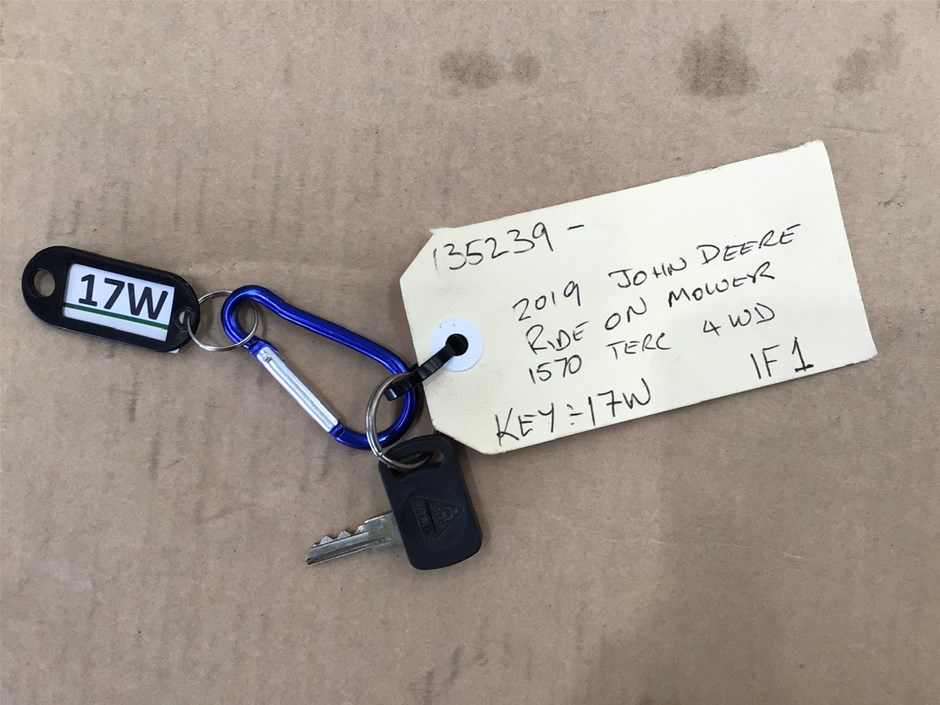 17W
135239-
2019 JOHN DEERE
RIDE ON MOWER
1570 TERC 4WD
KEY:-17W
IF1